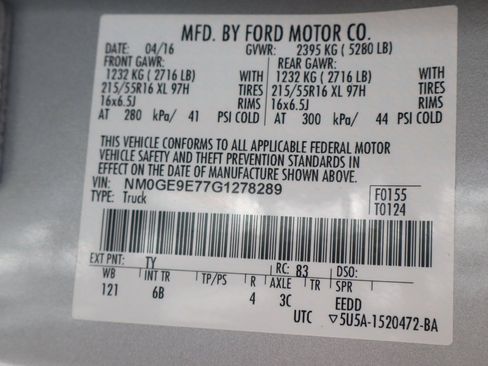 MFD. BY FORD MOTOR CO.
DATE: 04/16 GVWR: 2395 KG ( 5280 LB)
FRONT GAWR: REAR GAWR:
1232 KG ( 2716 LB) WITH 1232 KG ( 2716 LB) WITH
215/55R16 XL 97H TIRES 215/55R16 XL 97H TIRES
16x6.5J RIMS 16x6.5J RIMS
AT 280 kPa/ 41 PSI COLD AT 300 kPa/ 44 PSI COLD
THIS VEHICLE CONFORMS TO ALL APPLICABLE FEDERAL MOTOR
VEHICLE SAFETY AND THEFT PREVENTION STANDARDS IN
EFFECT ON THE DATE OF MANUFACTURE SHOWN ABOVE.
VIN: NM0GE9E77G1278289 F0155
TYPE: Truck T0124
EXT PNT: TY RC: 83 DSO:
WB INT TR TP/PS R AXLE TR SPR
121 6B 4 3C EEDD
UTC ▽5U5A-1520472-BA